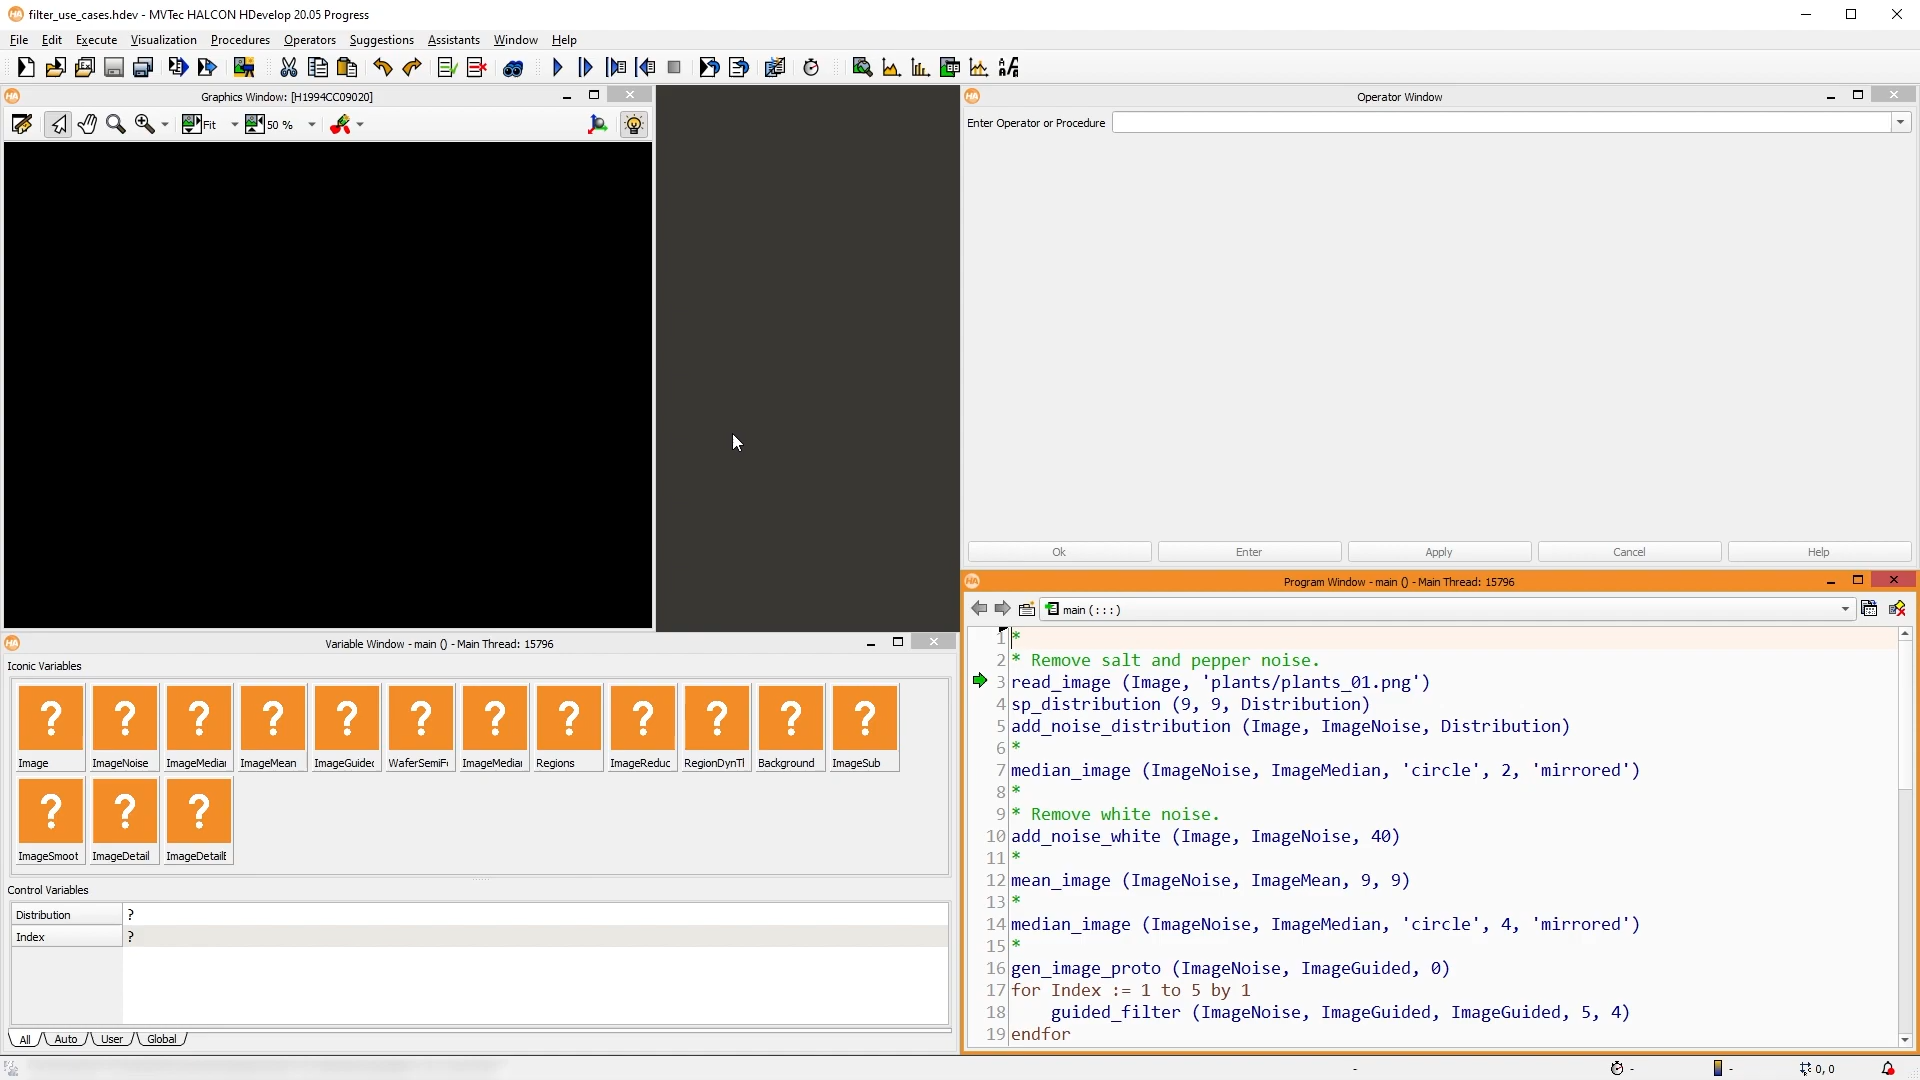 filter_use_cases.hdev - MVTec HALCON HDevelop 20.05 Progress
File Edit Execute Visualization Procedures Operators Suggestions Assistants Window Help
Graphics Window: [H1994CC09020]
Fit 50 %
Operator Window
Enter Operator or Procedure
Ok Enter Apply Cancel Help
Program Window - main () - Main Thread: 15796
main (:::)
1 *
2 * Remove salt and pepper noise.
3 read_image (Image, 'plants/plants_01.png')
4 sp_distribution (9, 9, Distribution)
5 add_noise_distribution (Image, ImageNoise, Distribution)
6 *
7 median_image (ImageNoise, ImageMedian, 'circle', 2, 'mirrored')
8 *
9 * Remove white noise.
10 add_noise_white (Image, ImageNoise, 40)
11 *
12 mean_image (ImageNoise, ImageMean, 9, 9)
13 *
14 median_image (ImageNoise, ImageMedian, 'circle', 4, 'mirrored')
15 *
16 gen_image_proto (ImageNoise, ImageGuided, 0)
17 for Index := 1 to 5 by 1
18 guided_filter (ImageNoise, ImageGuided, ImageGuided, 5, 4)
19 endfor
Variable Window - main () - Main Thread: 15796
Iconic Variables
? ? ? ? ? ? ? ? ? ? ? ?
Image ImageNoise ImageMedia ImageMean ImageGuided WaferSemiF ImageMedia Regions ImageReduc RegionDynTl Background ImageSub
? ? ?
ImageSmoot ImageDetail ImageDetailE
Control Variables
Distribution ?
Index ?
All Auto User Global
- - - 0, 0